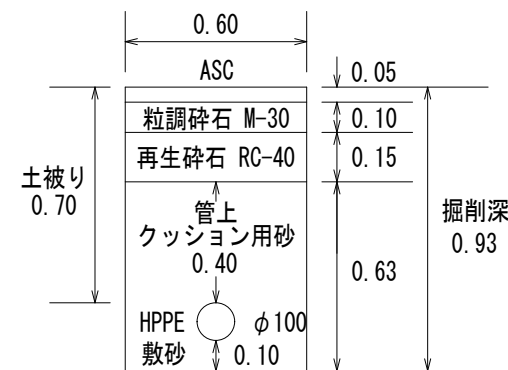 0.60
ASC
0.05
粒調砕石 M-30
0.10
再生砕石 RC-40
0.15
土被り
0.70
管上
クッション用砂
0.40
0.63
掘削深
0.93
HPPE
φ100
敷砂
0.10